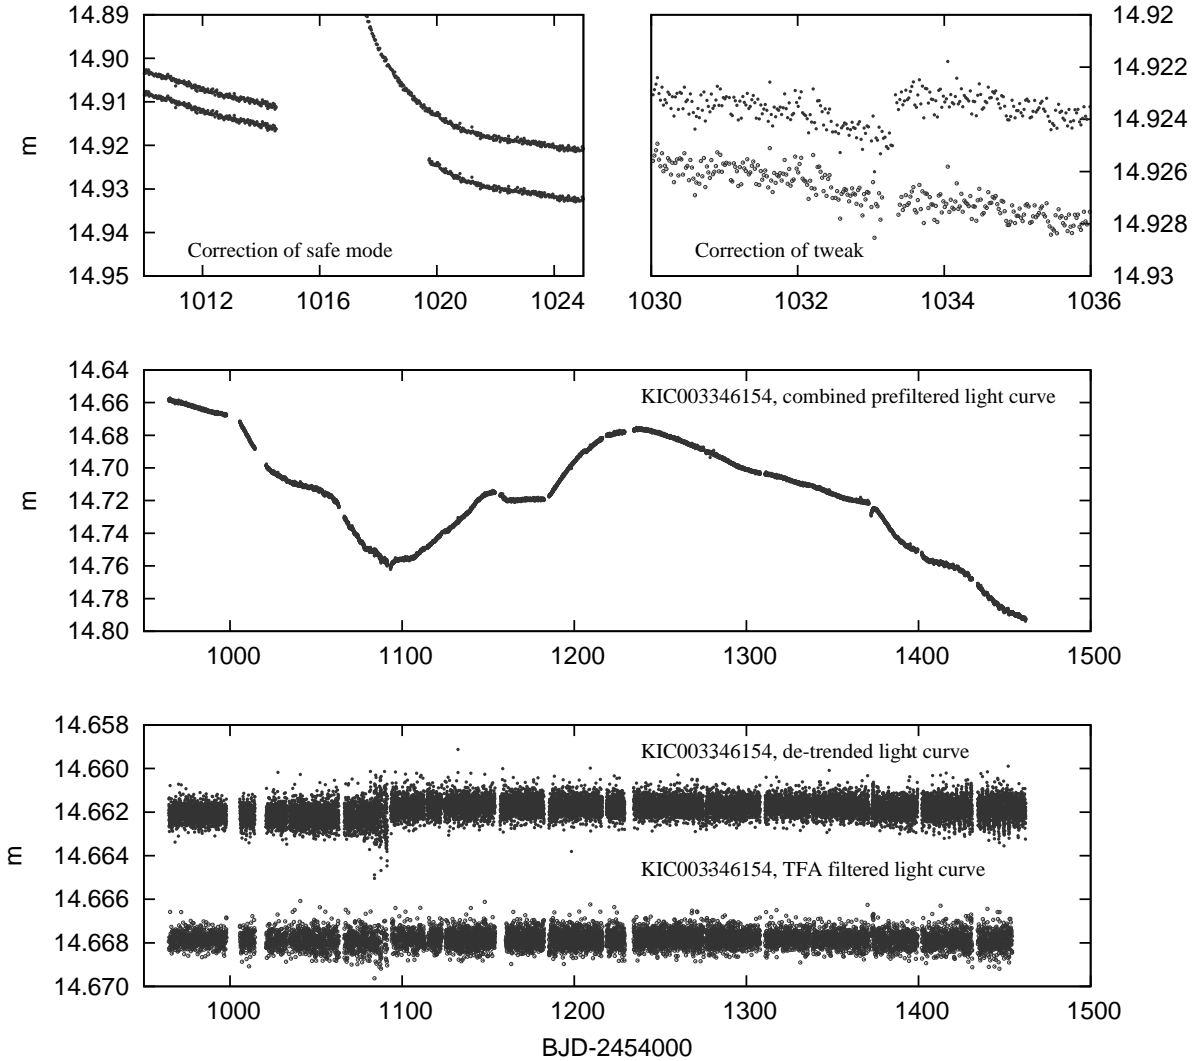 14.89
14.90
14.91
14.92
14.93
14.94
14.95
m
Correction of safe mode
1012 1016 1020 1024
14.92
14.922
14.924
14.926
14.928
14.93
Correction of tweak
1030 1032 1034 1036
14.64
14.66
14.68
14.70
14.72
14.74
14.76
14.78
14.80
m
KIC003346154, combined prefiltered light curve
1000 1100 1200 1300 1400 1500
14.658
14.660
14.662
14.664
14.666
14.668
14.670
m
KIC003346154, de-trended light curve
KIC003346154, TFA filtered light curve
1000 1100 1200 1300 1400 1500
BJD-2454000